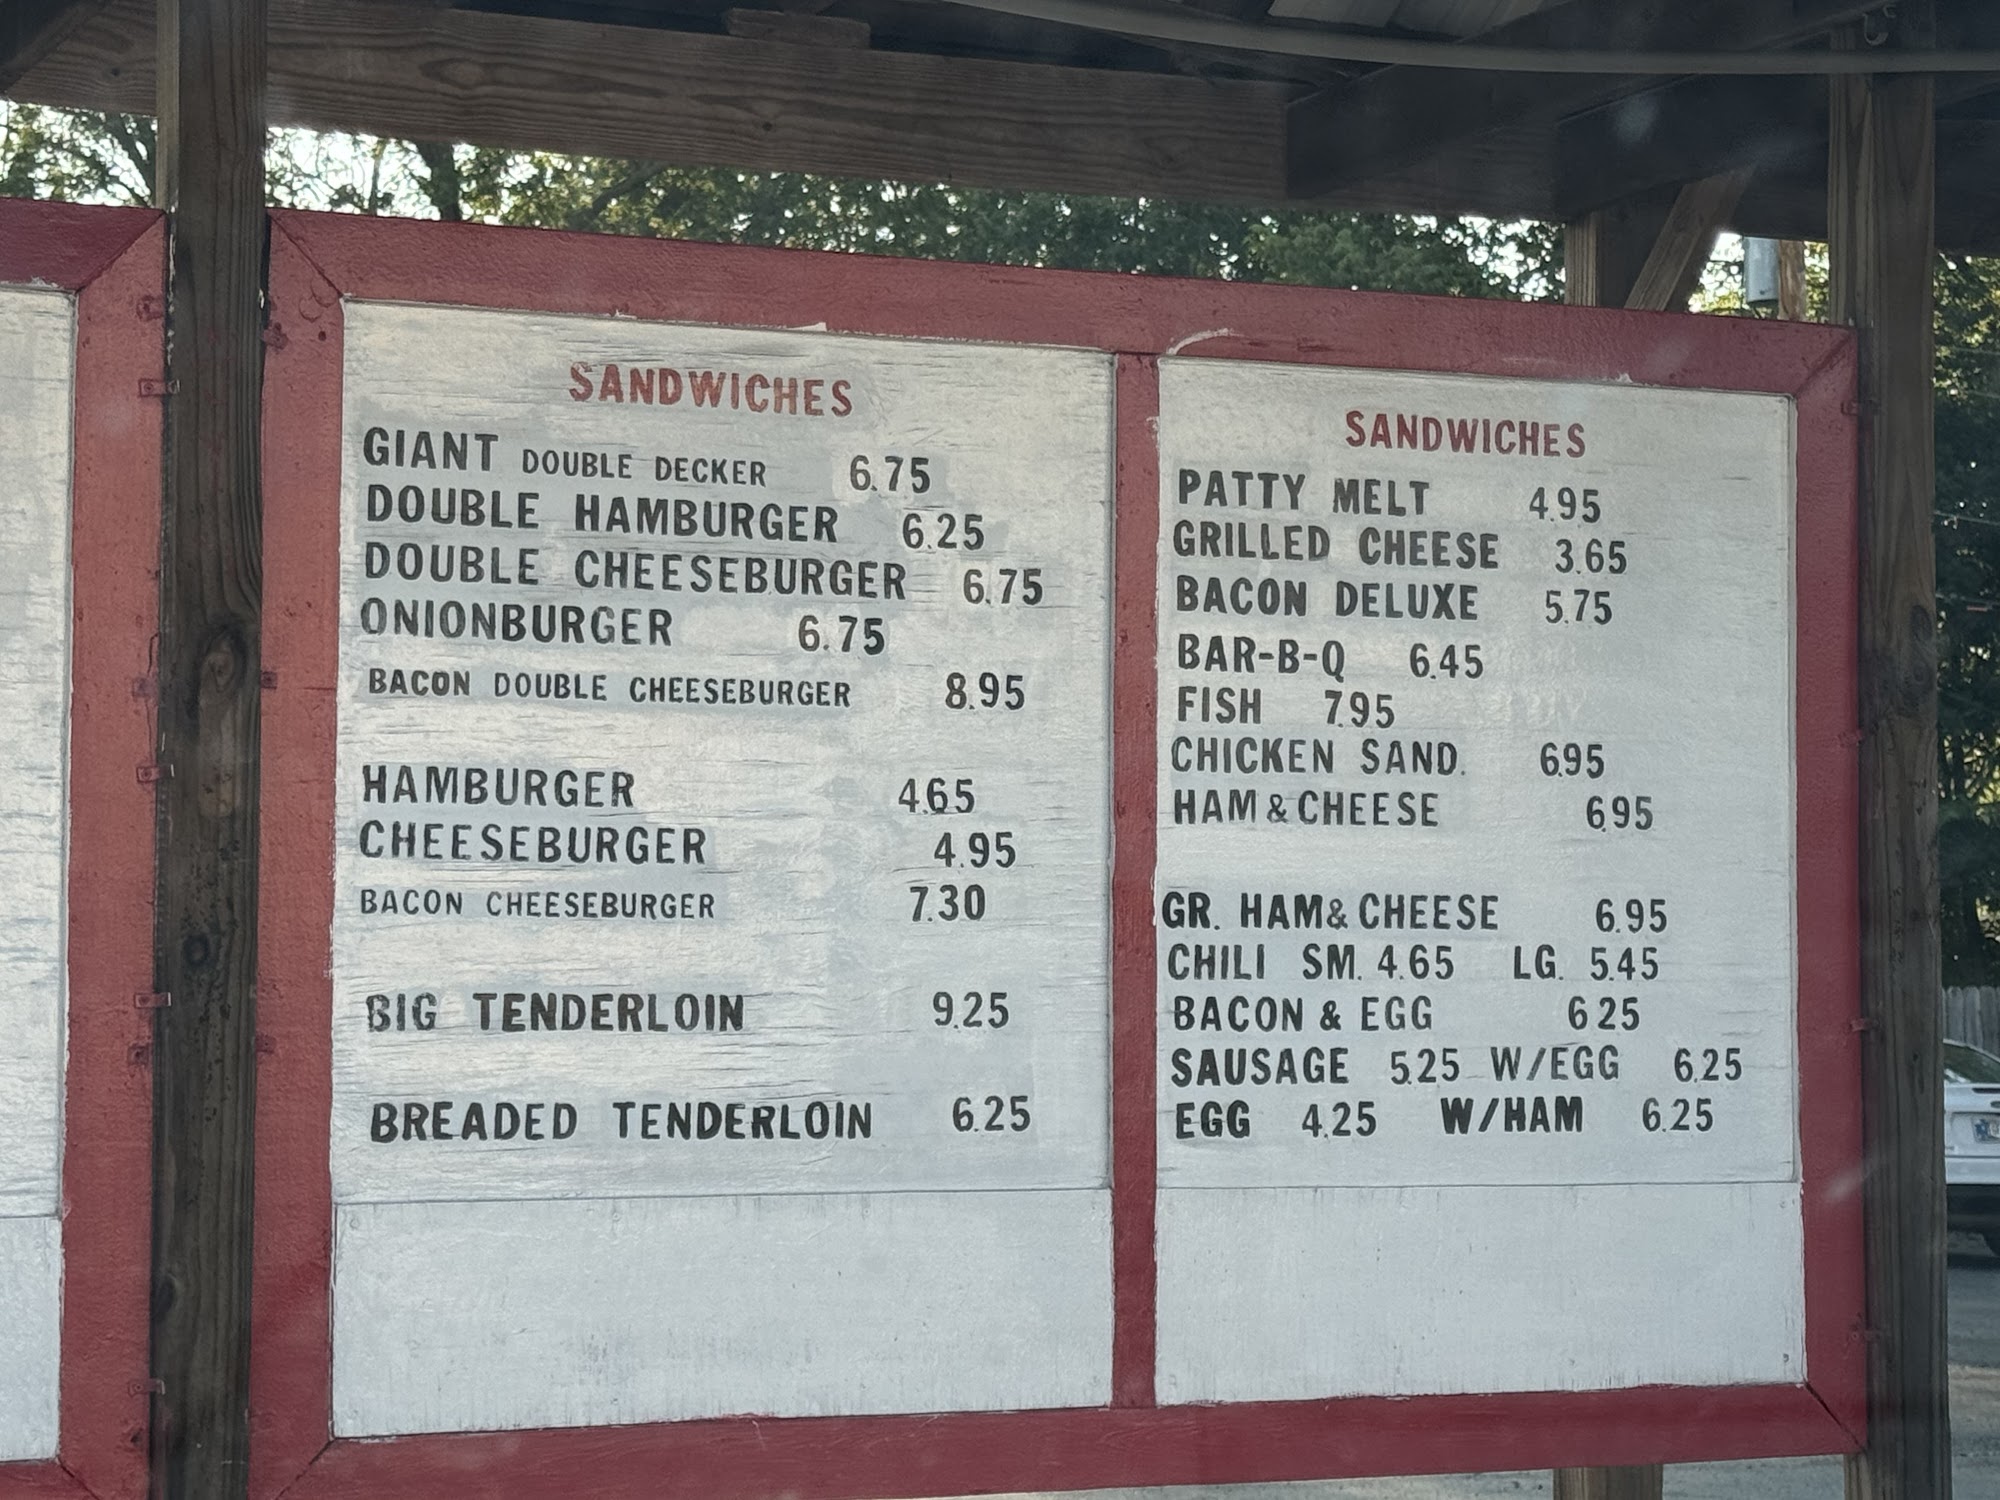 SANDWICHES
GIANT DOUBLE DECKER 6.75
DOUBLE HAMBURGER 6.25
DOUBLE CHEESEBURGER 6.75
ONIONBURGER 6.75
BACON DOUBLE CHEESEBURGER 8.95
HAMBURGER 4.65
CHEESEBURGER 4.95
BACON CHEESEBURGER 7.30
BIG TENDERLOIN 9.25
BREADED TENDERLOIN 6.25
SANDWICHES
PATTY MELT 4.95
GRILLED CHEESE 3.65
BACON DELUXE 5.75
BAR-B-Q 6.45
FISH 7.95
CHICKEN SAND. 6.95
HAM & CHEESE 6.95
GR. HAM & CHEESE 6.95
CHILI SM. 4.65 LG. 5.45
BACON & EGG 6 25
SAUSAGE 5.25 W/EGG 6.25
EGG 4.25 W/HAM 6.25